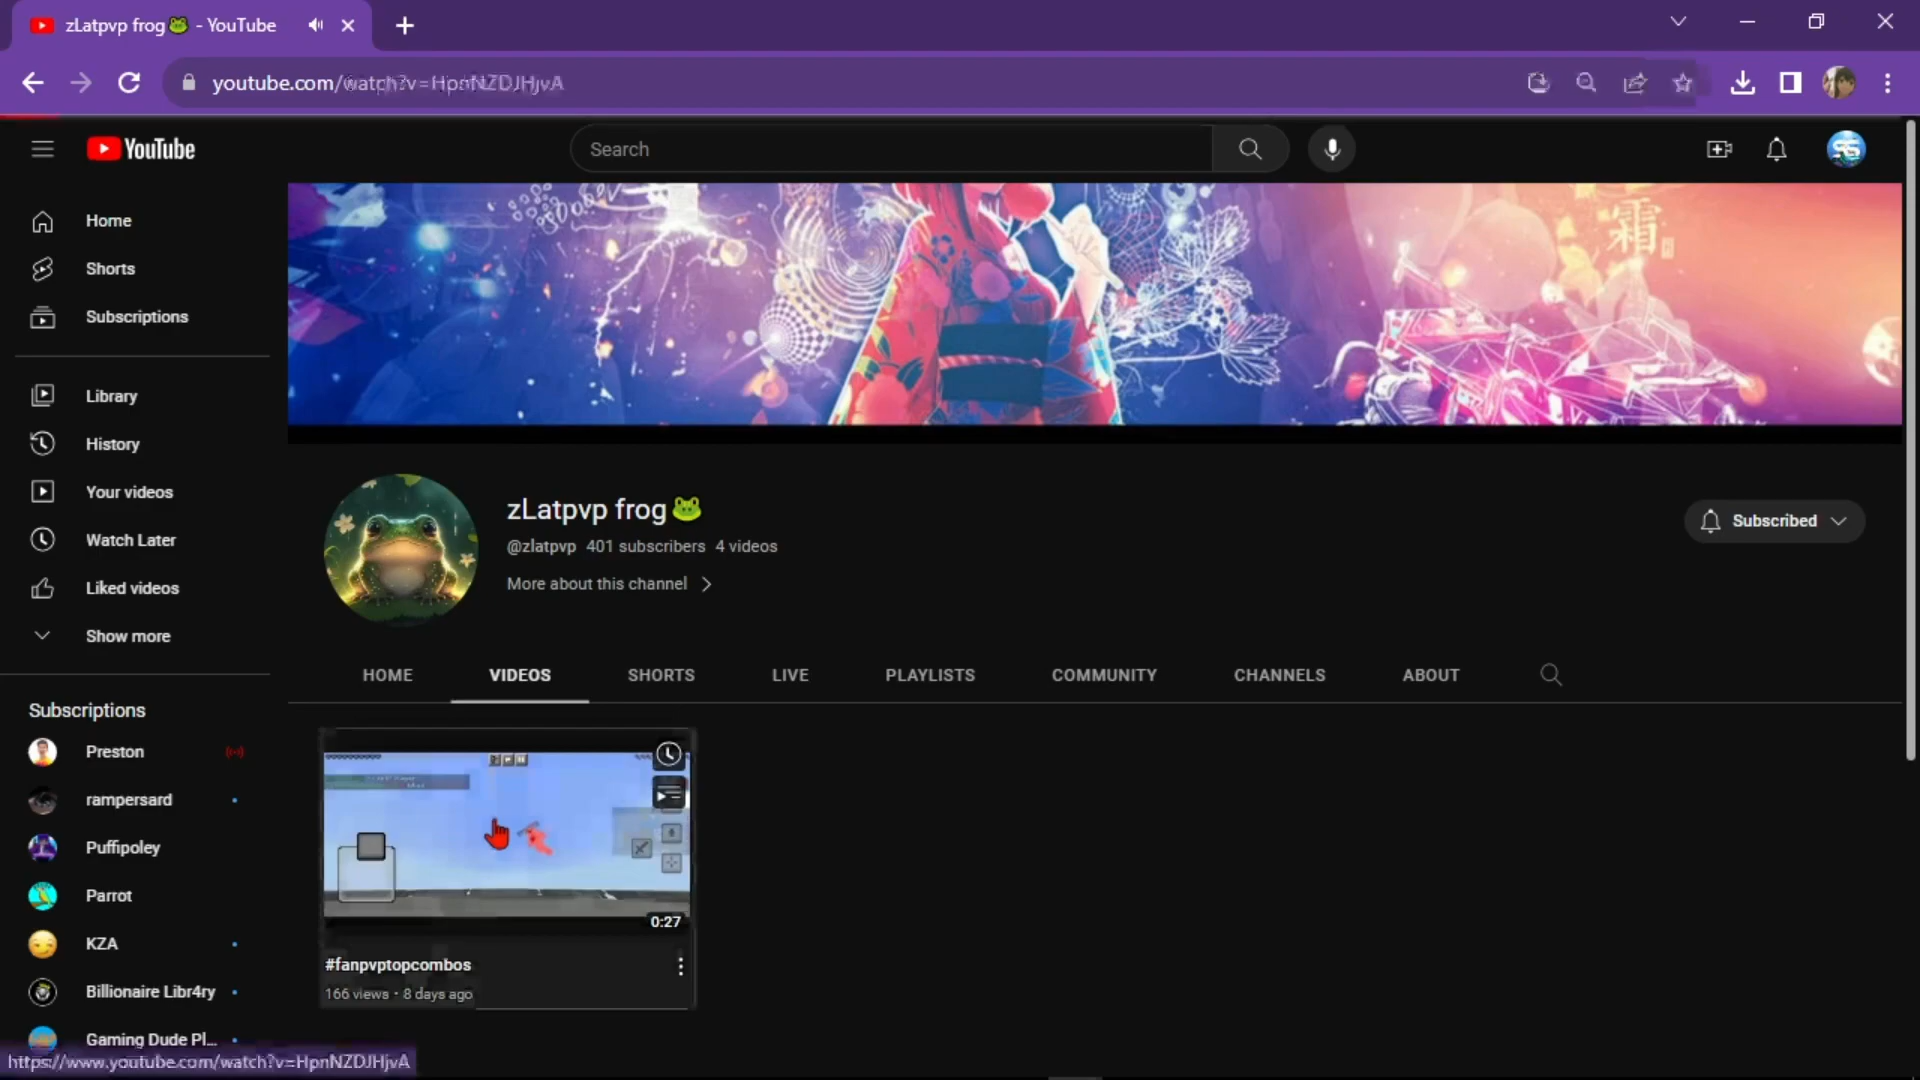 zLatpvp frog🐸 - YouTube
youtube.com/watch?v=HpnNZDJHjvA
YouTube
Search
Home
Shorts
Subscriptions
Library
History
Your videos
Watch Later
Liked videos
Show more
Subscriptions
Preston
rampersard
Puffipoley
Parrot
KZA
Billionaire Libr4ry
Gaming Dude Pl...
霜
zLatpvp frog🐸
@zlatpvp 401 subscribers 4 videos
More about this channel
Subscribed
HOME VIDEOS SHORTS LIVE PLAYLISTS COMMUNITY CHANNELS ABOUT
0:27
#fanpvptopcombos
166 views • 8 days ago
https://www.youtube.com/watch?v=HpnNZDJHjvA